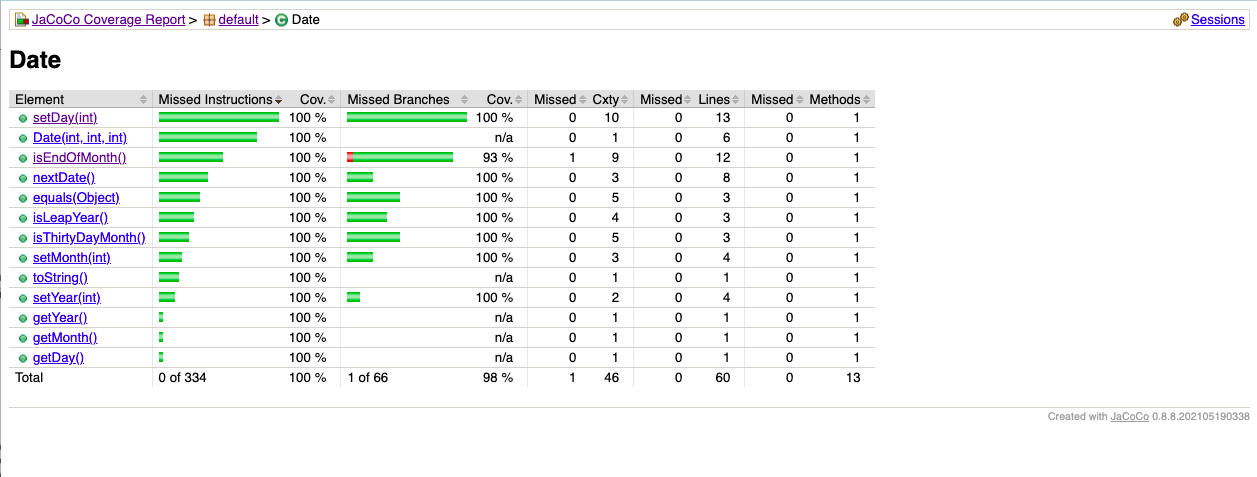 JaCoCo Coverage Report > default > Date Sessions
Date
Element Missed Instructions Cov. Missed Branches Cov. Missed Cxty Missed Lines Missed Methods
setDay(int) 100 % 100 % 0 10 0 13 0 1
Date(int, int, int) 100 % n/a 0 1 0 6 0 1
isEndOfMonth() 100 % 93 % 1 9 0 12 0 1
nextDate() 100 % 100 % 0 3 0 8 0 1
equals(Object) 100 % 100 % 0 5 0 3 0 1
isLeapYear() 100 % 100 % 0 4 0 3 0 1
isThirtyDayMonth() 100 % 100 % 0 5 0 3 0 1
setMonth(int) 100 % 100 % 0 3 0 4 0 1
toString() 100 % n/a 0 1 0 1 0 1
setYear(int) 100 % 100 % 0 2 0 4 0 1
getYear() 100 % n/a 0 1 0 1 0 1
getMonth() 100 % n/a 0 1 0 1 0 1
getDay() 100 % n/a 0 1 0 1 0 1
Total 0 of 334 100 % 1 of 66 98 % 1 46 0 60 0 13
Created with JaCoCo 0.8.8.202105190338